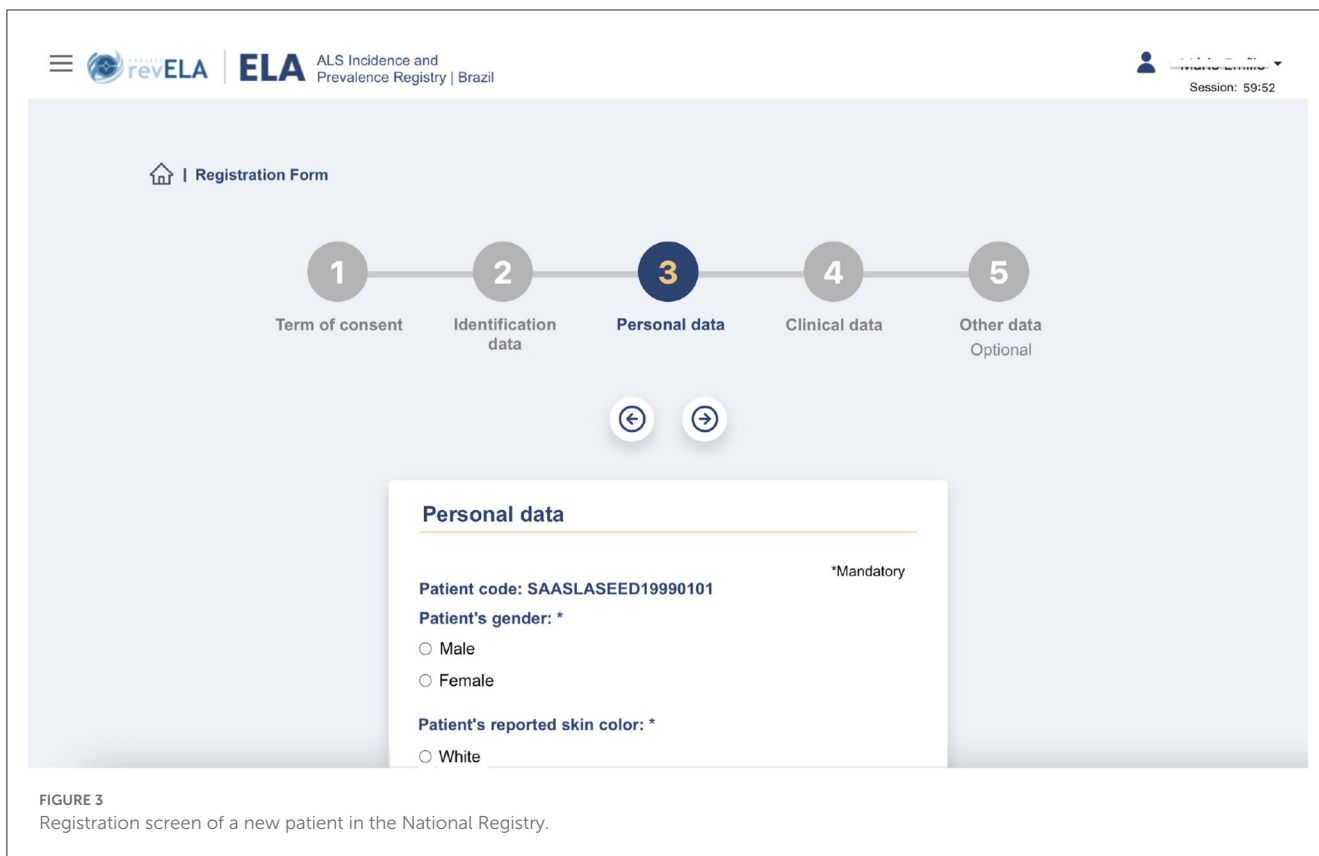 revELA ELA ALS Incidence and
Prevalence Registry | Brazil
Session: 59:52
| Registration Form
1 2 3 4 5
Term of consent Identification data Personal data Clinical data Other data
Optional
Personal data
*Mandatory
Patient code: SAASLASEED19990101
Patient's gender: *
Male
Female
Patient's reported skin color: *
White
FIGURE 3
Registration screen of a new patient in the National Registry.